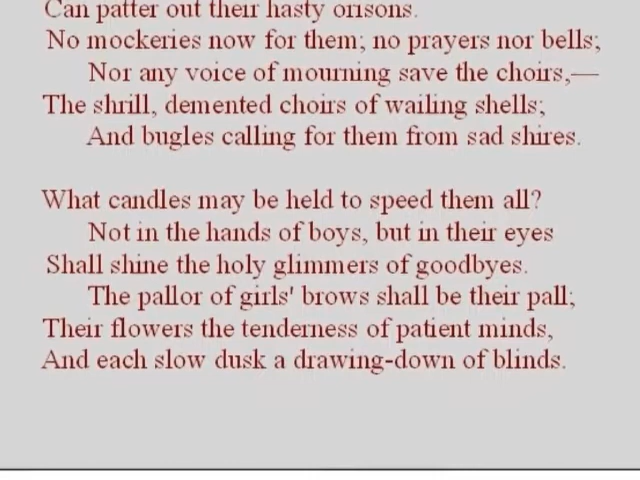 Can patter out their hasty orisons.
No mockeries now for them; no prayers nor bells;
Nor any voice of mourning save the choirs,—
The shrill, demented choirs of wailing shells;
And bugles calling for them from sad shires.
What candles may be held to speed them all?
Not in the hands of boys, but in their eyes
Shall shine the holy glimmers of goodbyes.
The pallor of girls' brows shall be their pall;
Their flowers the tenderness of patient minds,
And each slow dusk a drawing-down of blinds.